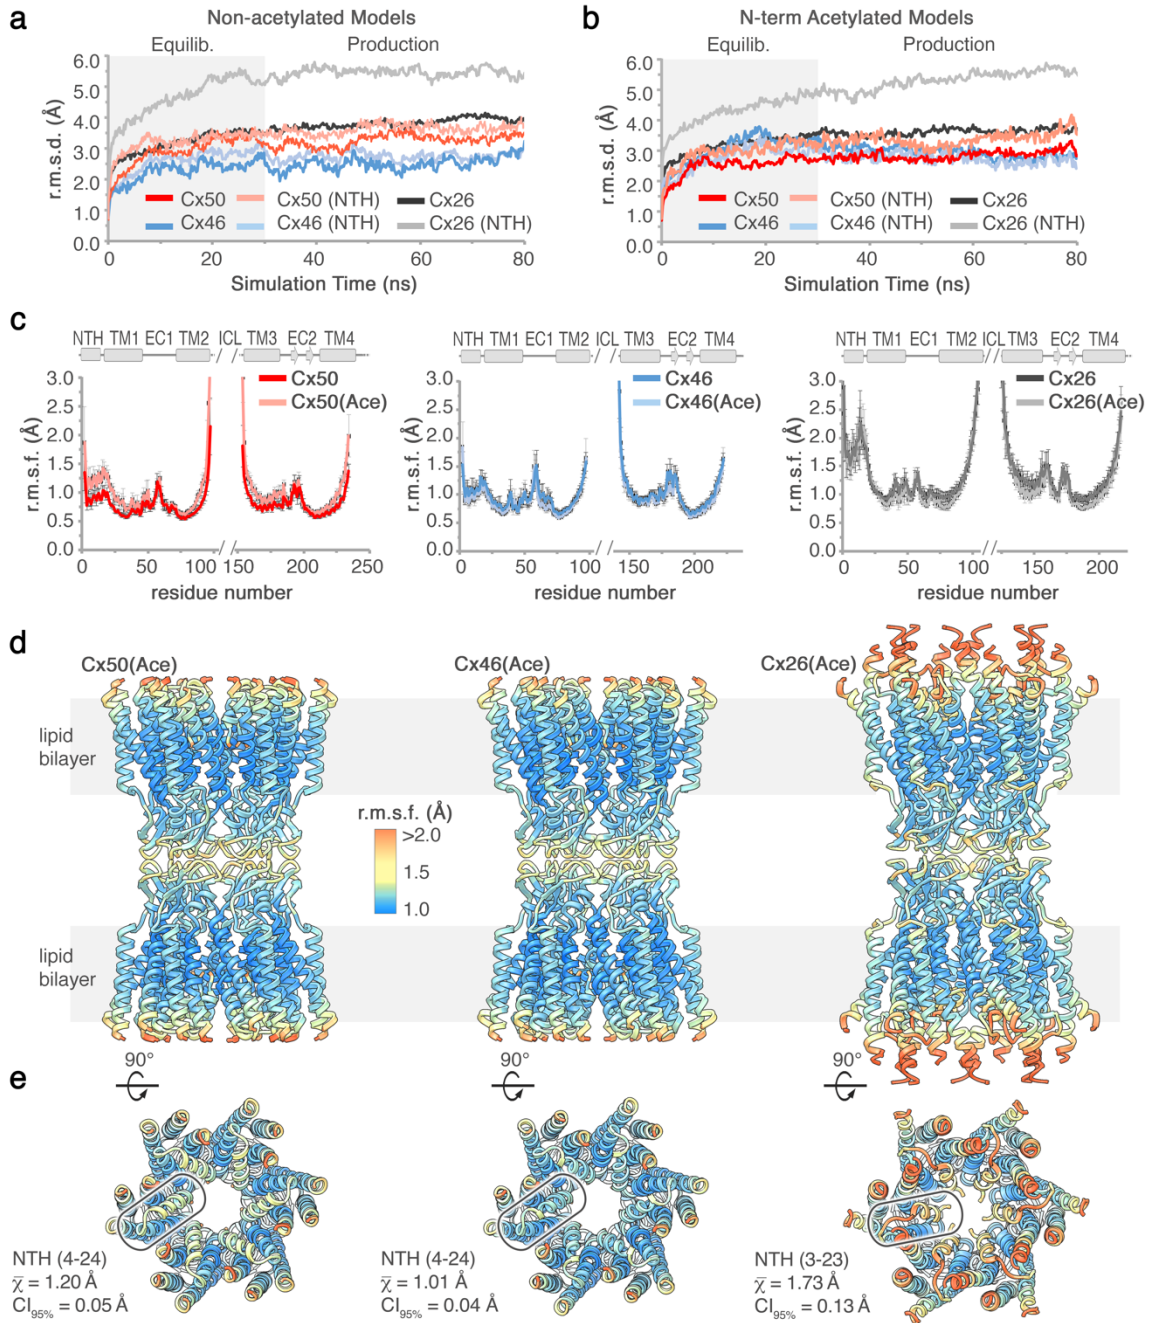 a
Non-acetylated Models
Equilib.
Production
r.m.s.d. (Å)
6.0
5.0
4.0
3.0
2.0
1.0
0.0
Cx50
Cx50 (NTH)
Cx26
Cx46
Cx46 (NTH)
Cx26 (NTH)
0
20
40
60
80
Simulation Time (ns)
b
N-term Acetylated Models
Equilib.
Production
r.m.s.d. (Å)
6.0
5.0
4.0
3.0
2.0
1.0
0.0
Cx50
Cx50 (NTH)
Cx26
Cx46
Cx46 (NTH)
Cx26 (NTH)
0
20
40
60
80
Simulation Time (ns)
c
NTH TM1 EC1 TM2 ICL TM3 EC2 TM4
r.m.s.f. (Å)
3.0
2.5
2.0
1.5
1.0
0.5
0.0
Cx50
Cx50(Ace)
0 50 100 150 200 250
residue number
NTH TM1 EC1 TM2 ICL TM3 EC2 TM4
r.m.s.f. (Å)
3.0
2.5
2.0
1.5
1.0
0.5
0.0
Cx46
Cx46(Ace)
0 50 100 150 200
residue number
NTH TM1 EC1 TM2 ICL TM3 EC2 TM4
r.m.s.f. (Å)
3.0
2.5
2.0
1.5
1.0
0.5
0.0
Cx26
Cx26(Ace)
0 50 100 150 200
residue number
d
Cx50(Ace)
Cx46(Ace)
Cx26(Ace)
lipid
bilayer
r.m.s.f. (Å)
>2.0
1.5
1.0
lipid
bilayer
90°
90°
90°
e
NTH (4-24)
χ̅ = 1.20 Å
CI95% = 0.05 Å
NTH (4-24)
χ̅ = 1.01 Å
CI95% = 0.04 Å
NTH (3-23)
χ̅ = 1.73 Å
CI95% = 0.13 Å